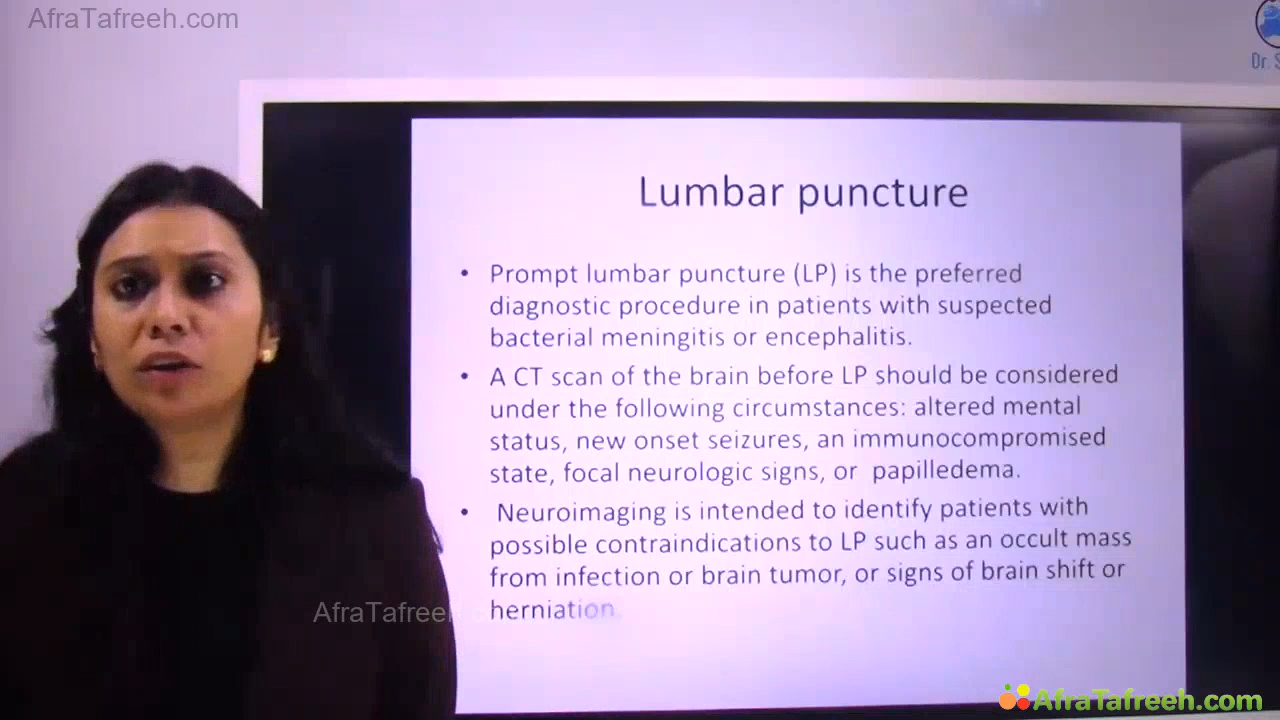 AfraTafreeh.com
Dr. S
Lumbar puncture
• Prompt lumbar puncture (LP) is the preferred
diagnostic procedure in patients with suspected
bacterial meningitis or encephalitis.
• A CT scan of the brain before LP should be considered
under the following circumstances: altered mental
status, new onset seizures, an immunocompromised
state, focal neurologic signs, or papilledema.
• Neuroimaging is intended to identify patients with
possible contraindications to LP such as an occult mass
from infection or brain tumor, or signs of brain shift or
herniation.
AfraTafreeh.com
AfraTafreeh.com